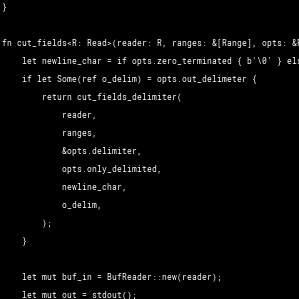 }
fn cut_fields<R: Read>(reader: R, ranges: &[Range], opts: &F
let newline_char = if opts.zero_terminated { b'\0' } els
if let Some(ref o_delim) = opts.out_delimeter {
return cut_fields_delimiter(
reader,
ranges,
&opts.delimiter,
opts.only_delimited,
newline_char,
o_delim,
);
}
let mut buf_in = BufReader::new(reader);
let mut out = stdout();